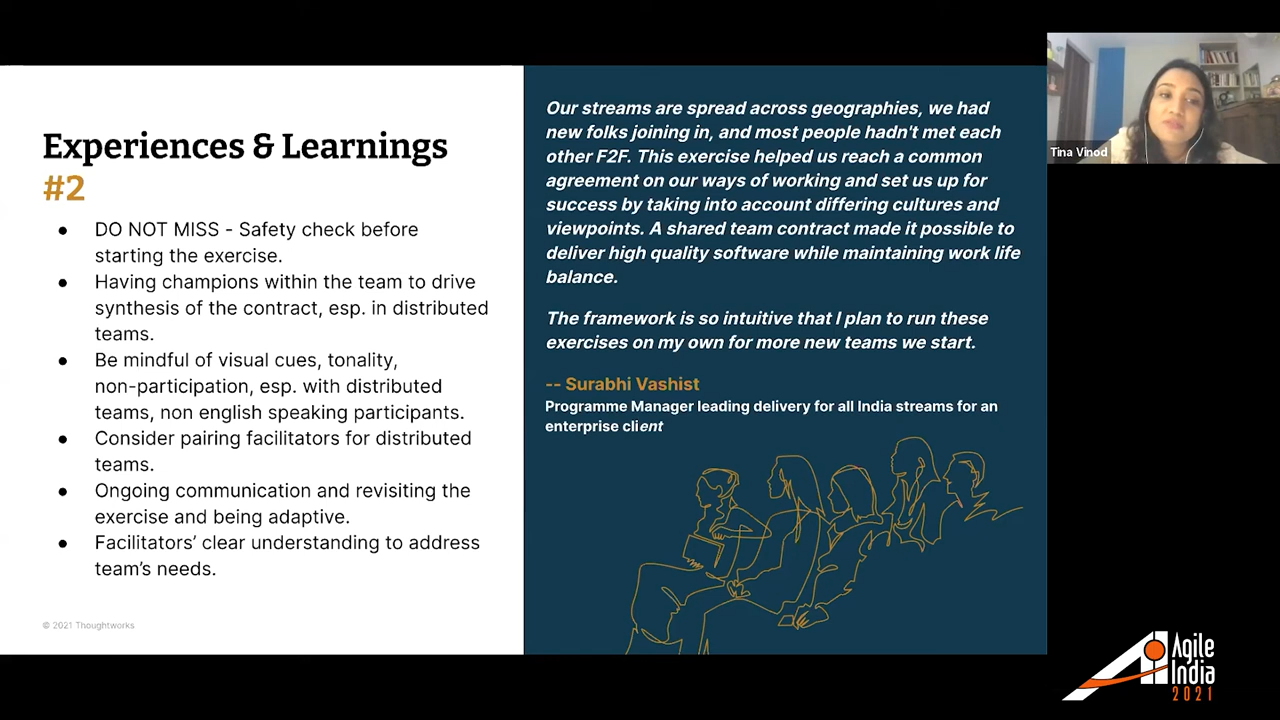 Experiences & Learnings
#2
● DO NOT MISS - Safety check before
starting the exercise.
● Having champions within the team to drive
synthesis of the contract, esp. in distributed
teams.
● Be mindful of visual cues, tonality,
non-participation, esp. with distributed
teams, non english speaking participants.
● Consider pairing facilitators for distributed
teams.
● Ongoing communication and revisiting the
exercise and being adaptive.
● Facilitators’ clear understanding to address
team’s needs.
© 2021 Thoughtworks
Our streams are spread across geographies, we had
new folks joining in, and most people hadn't met each
other F2F. This exercise helped us reach a common
agreement on our ways of working and set us up for
success by taking into account differing cultures and
viewpoints. A shared team contract made it possible to
deliver high quality software while maintaining work life
balance.
The framework is so intuitive that I plan to run these
exercises on my own for more new teams we start.
-- Surabhi Vashist
Programme Manager leading delivery for all India streams for an
enterprise client
Tina Vinod
Agile
India
2021